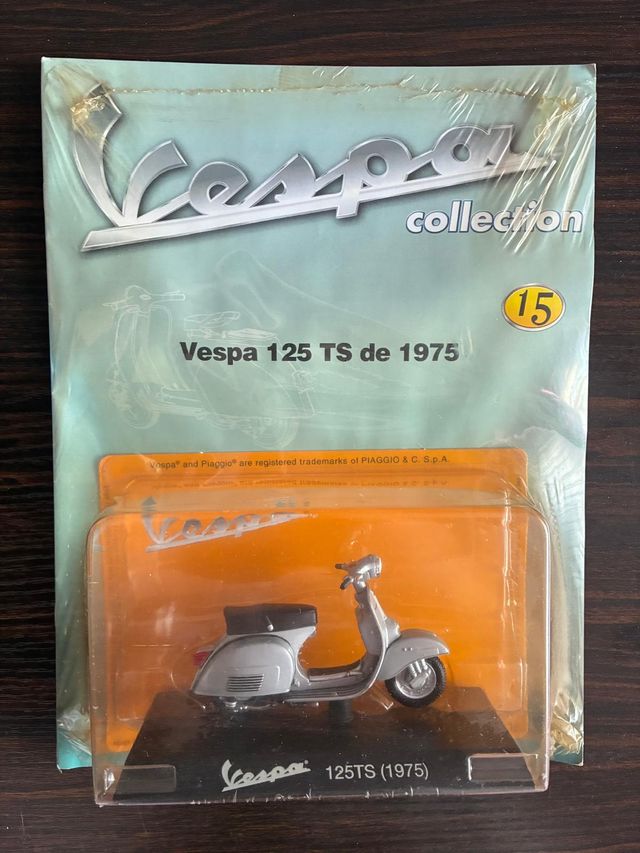 Vespa
collection
15
Vespa 125 TS de 1975
Vespa® and Piaggio® are registered trademarks of PIAGGIO & C. S.p.A.
Vespa
Vespa 125TS (1975)